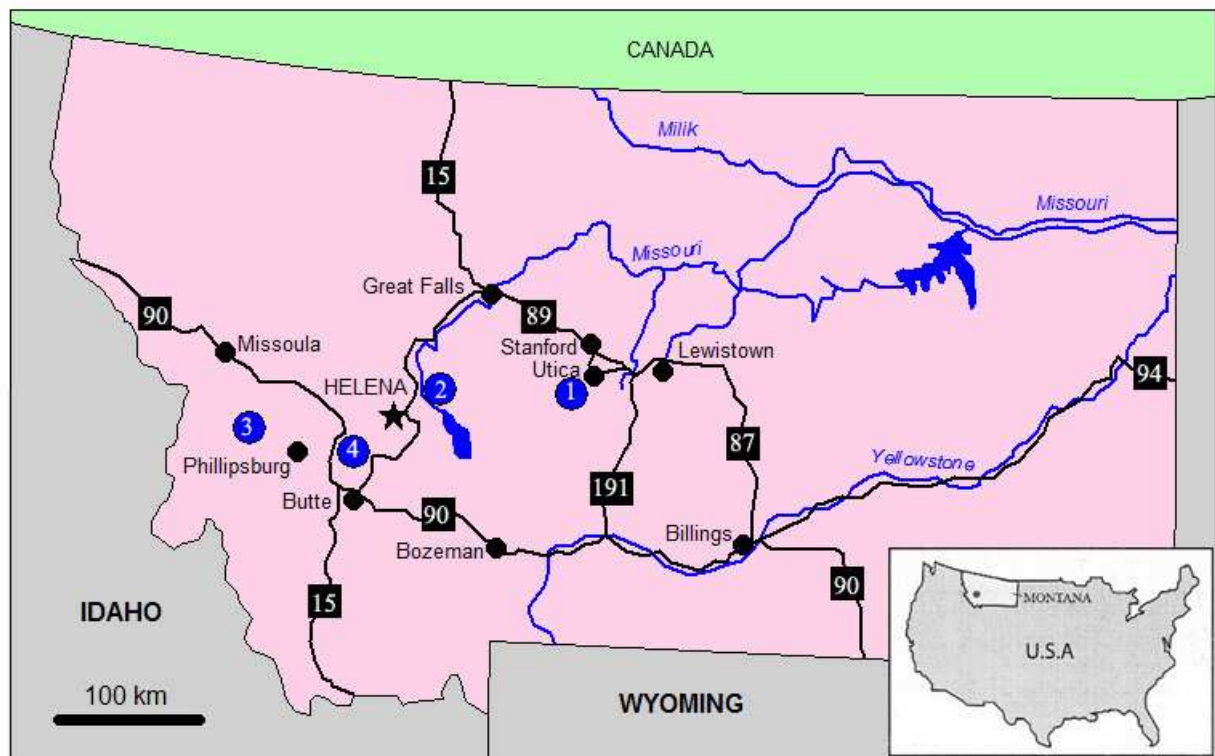 CANADA
Milik
15
Missouri
Missouri
Great Falls
90
89
Missoula
Stanford
Lewistown
Utica
HELENA
2
1
94
3
4
87
Phillipsburg
Yellowstone
191
Butte
90
Billings
Bozeman
90
15
IDAHO
MONTANA
U.S.A
100 km
WYOMING